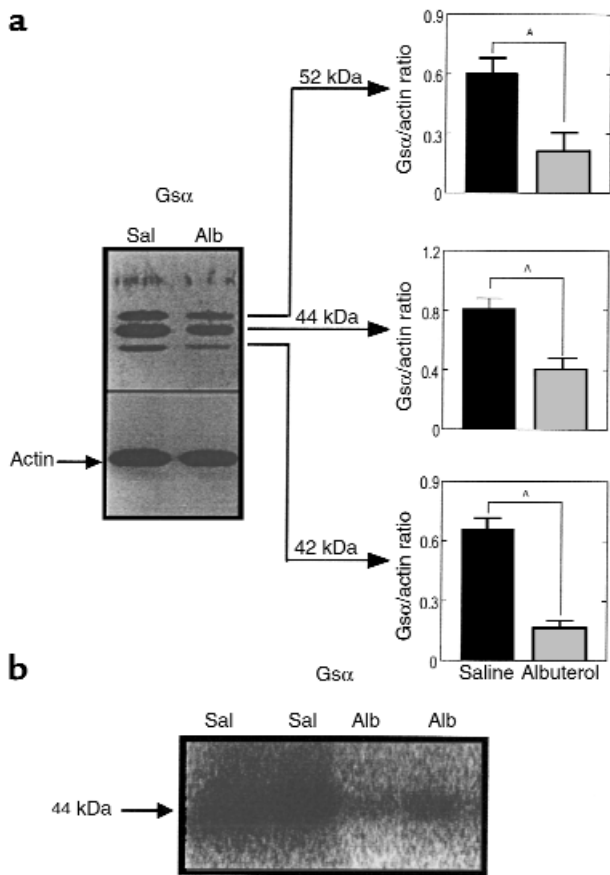 a
Gsα
Sal Alb
Actin
52 kDa
44 kDa
42 kDa
Gsα/actin ratio
0.9
0.6
0.3
0
A
Gsα/actin ratio
1.2
0.8
0.4
0
A
Gsα/actin ratio
0.9
0.6
0.3
0
A
Saline Albuterol
b
Gsα
Sal Sal Alb Alb
44 kDa